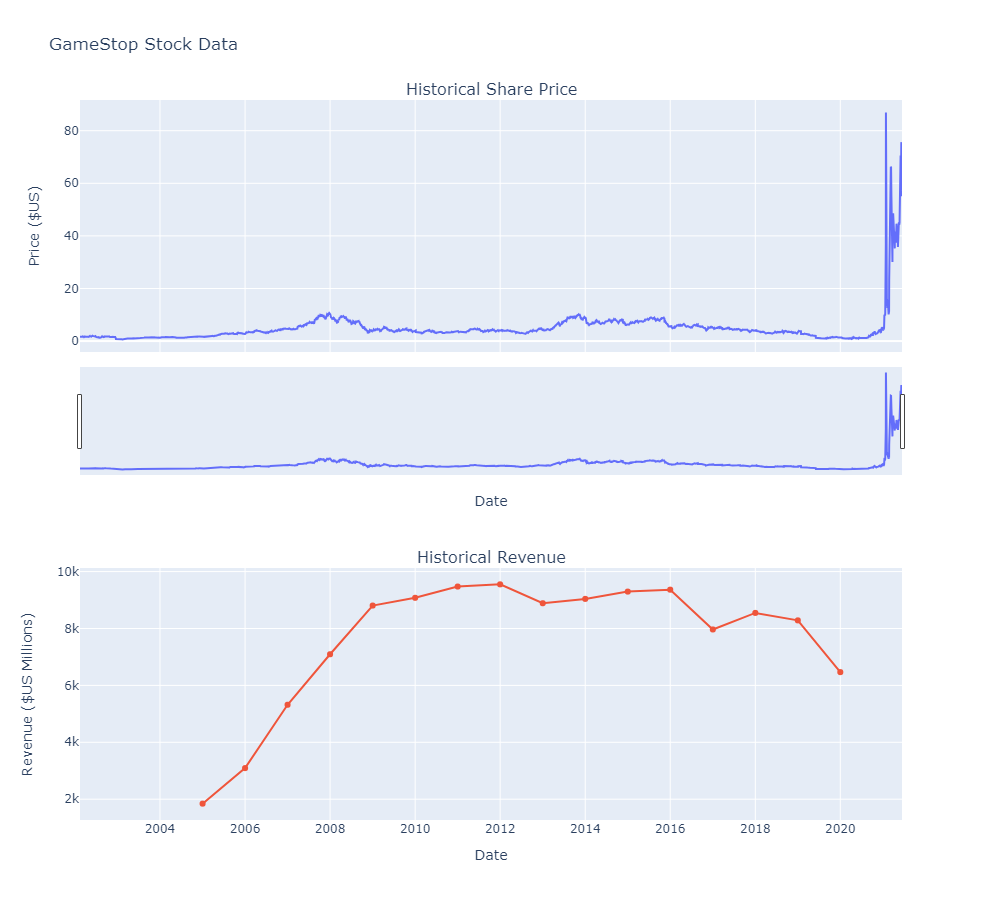 GameStop Stock Data
Historical Share Price
80
60
40
20
0
Price ($US)
Date
Historical Revenue
10k
8k
6k
4k
2k
Revenue ($US Millions)
2004 2006 2008 2010 2012 2014 2016 2018 2020
Date